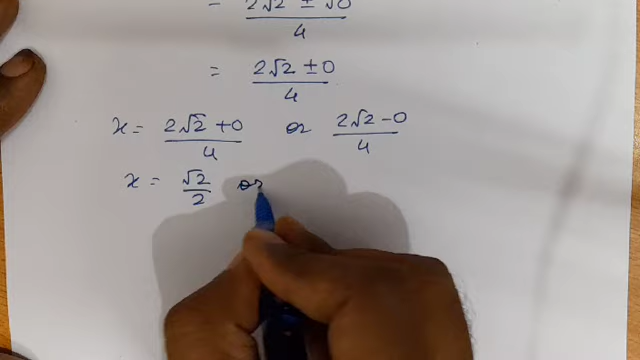 = 2√2 ± √0 / 4
= 2√2 ± 0 / 4
x = 2√2 + 0 / 4 or 2√2 - 0 / 4
x = √2 / 2 or